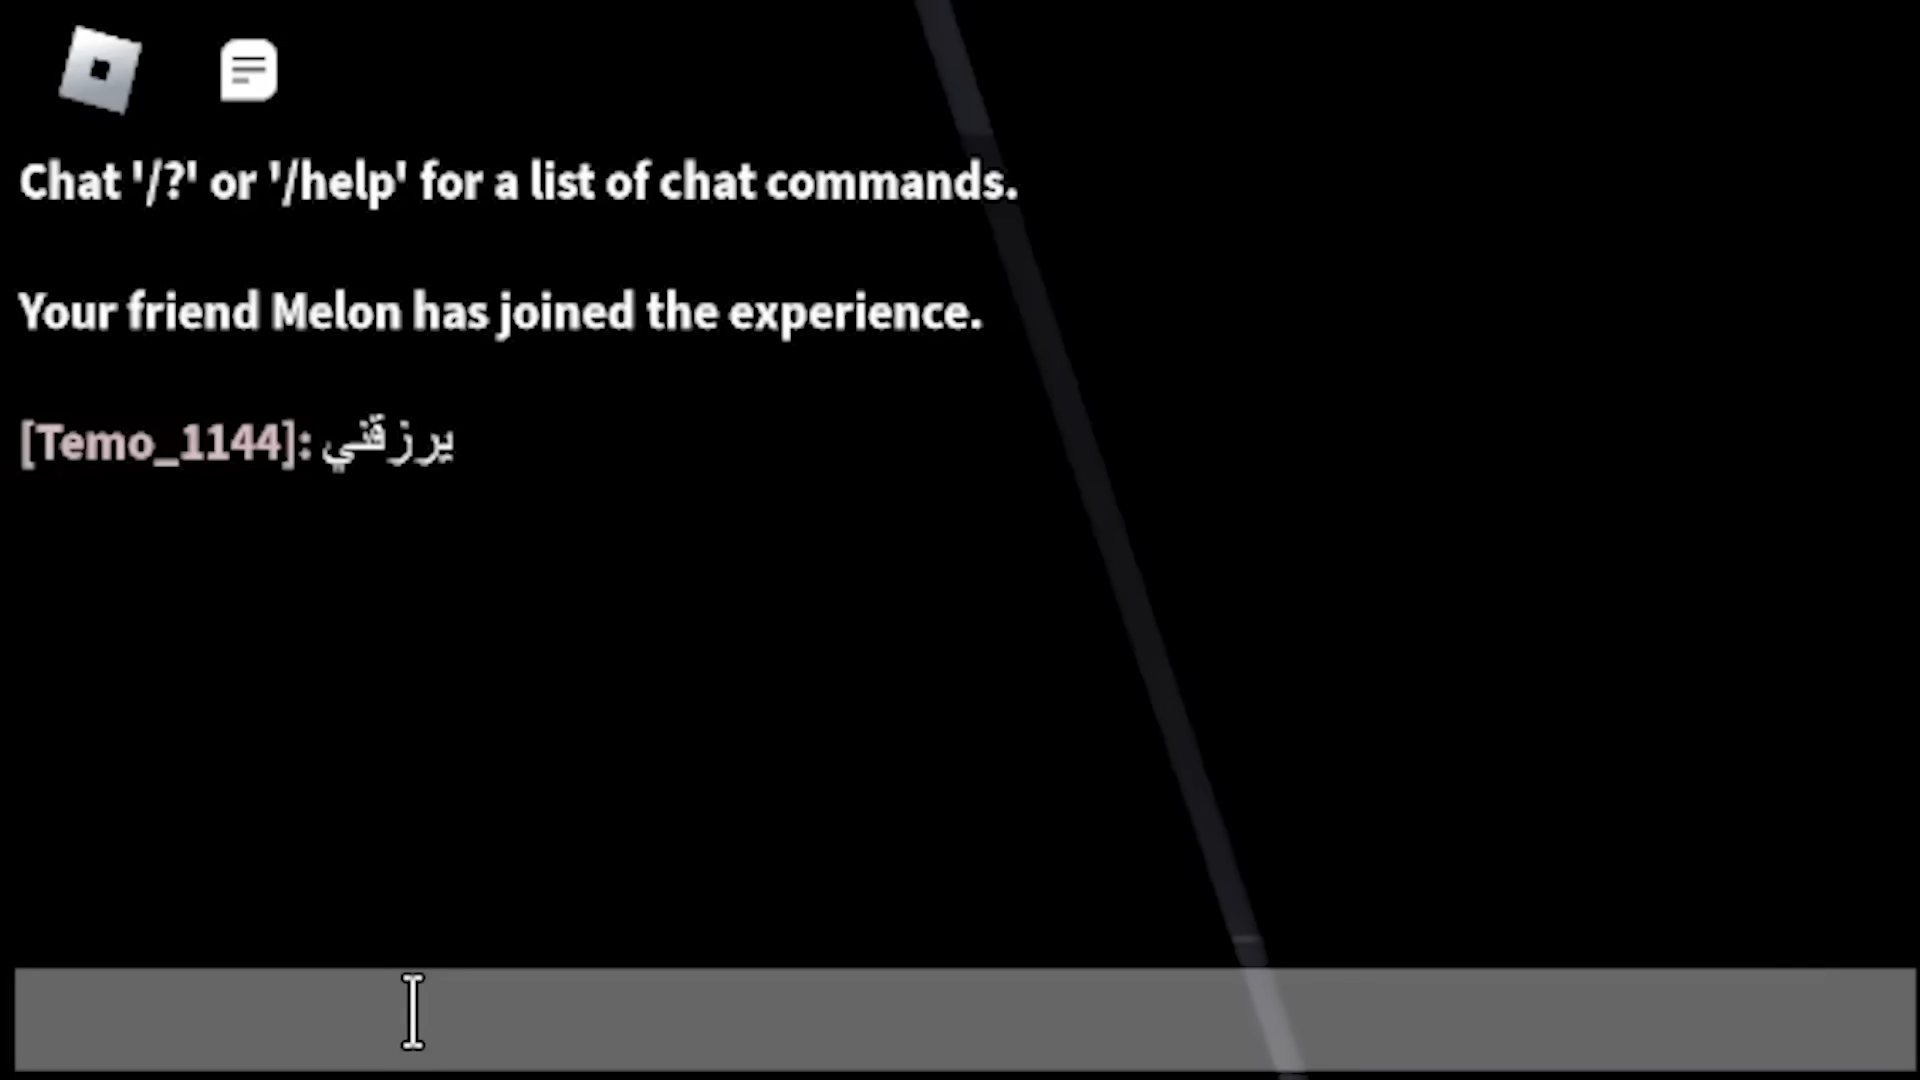 Chat '/?' or '/help' for a list of chat commands.
Your friend Melon has joined the experience.
[Temo_1144]: يرزقني